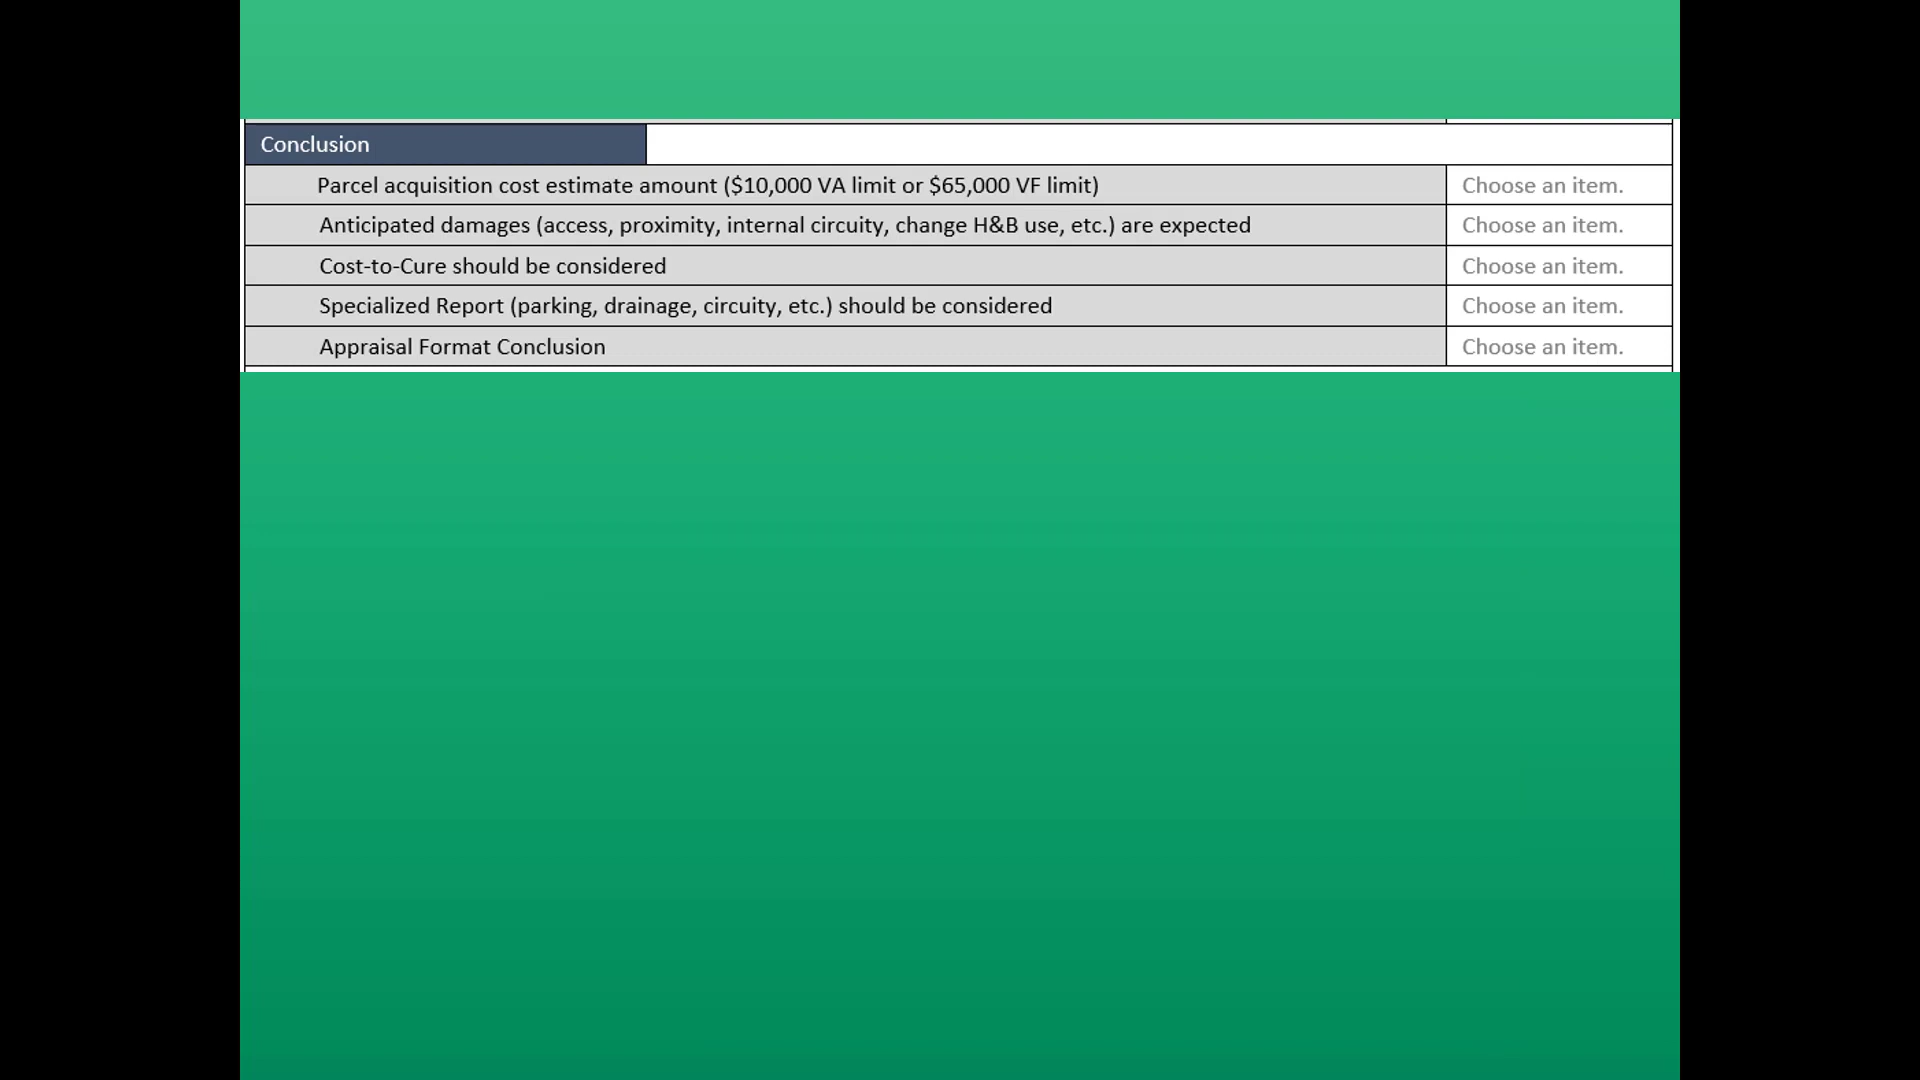 Conclusion
Parcel acquisition cost estimate amount ($10,000 VA limit or $65,000 VF limit) Choose an item.
Anticipated damages (access, proximity, internal circuity, change H&B use, etc.) are expected Choose an item.
Cost-to-Cure should be considered Choose an item.
Specialized Report (parking, drainage, circuity, etc.) should be considered Choose an item.
Appraisal Format Conclusion Choose an item.